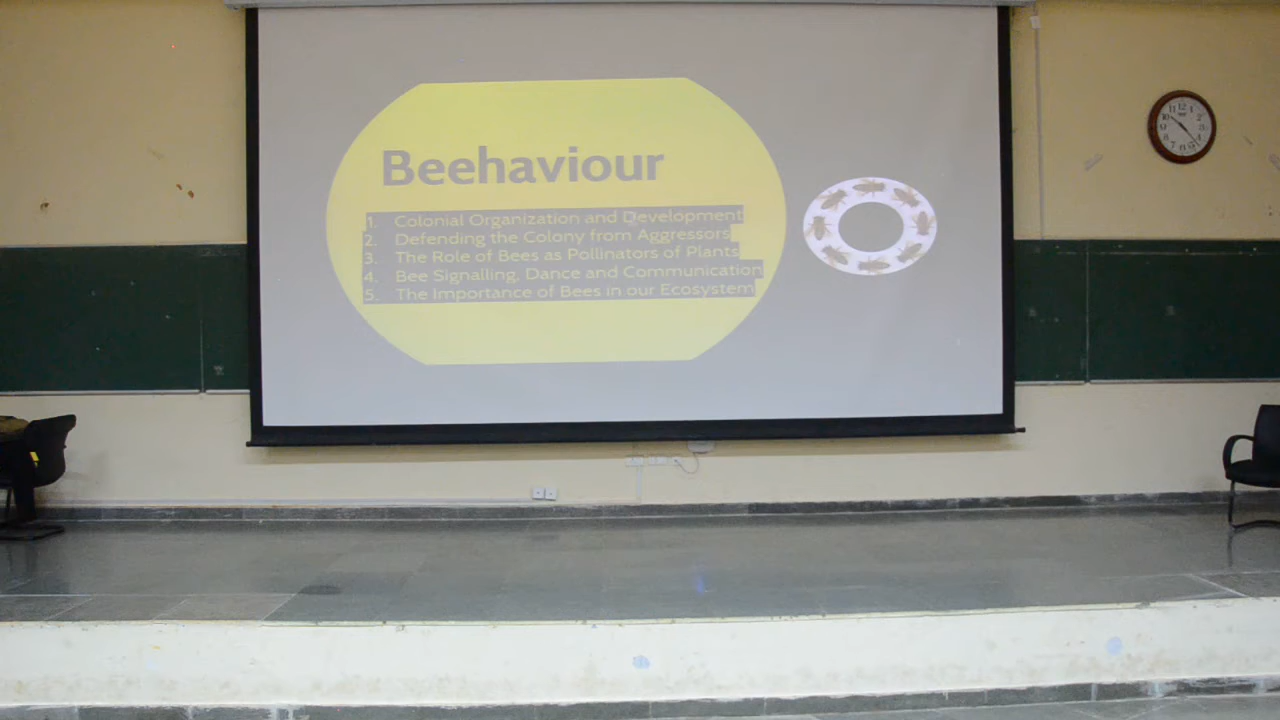 Beehaviour
1. Colonial Organization and Development
2. Defending the Colony from Aggressors
3. The Role of Bees as Pollinators of Plants
4. Bee Signalling, Dance and Communication
5. The Importance of Bees in our Ecosystem